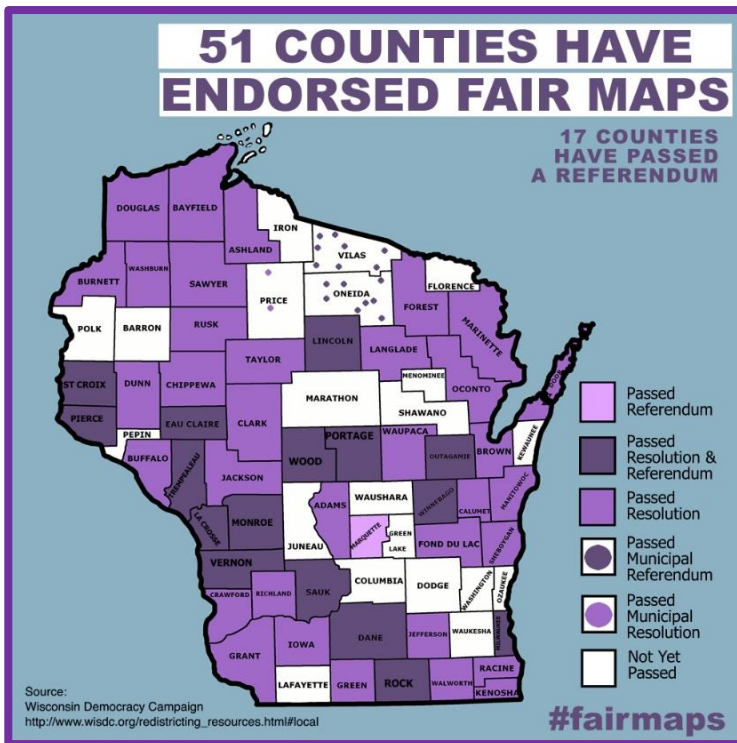 51 COUNTIES HAVE
ENDORSED FAIR MAPS
17 COUNTIES
HAVE PASSED
A REFERENDUM
DOUGLAS
BAYFIELD
IRON
ASHLAND
VILAS
BURNETT
WASHBURN
SAWYER
PRICE
ONEIDA
FLORENCE
FOREST
MARINETTE
POLK
BARRON
RUSK
LINCOLN
LANGLADE
TAYLOR
OCONTO
DOOR
ST CROIX
DUNN
CHIPPEWA
MENOMINEE
MARATHON
SHAWANO
PIERCE
EAU CLAIRE
CLARK
PEPIN
BUFFALO
TREMPEALEAU
JACKSON
WOOD
PORTAGE
WAUPACA
OUTAGAMIE
BROWN
KEWAUNEE
MANITOWOC
LA CROSSE
MONROE
JUNEAU
ADAMS
WAUSHARA
WINNEBAGO
CALUMET
MARQUETTE
GREEN
LAKE
FOND DU LAC
SHEBOYGAN
VERNON
SAUK
COLUMBIA
DODGE
WASHINGTON
OZAUKEE
CRAWFORD
RICHLAND
GRANT
IOWA
DANE
JEFFERSON
WAUKESHA
MILWAUKEE
LAFAYETTE
GREEN
ROCK
WALWORTH
RACINE
KENOSHA
Passed
Referendum
Passed
Resolution &
Referendum
Passed
Resolution
Passed
Municipal
Referendum
Passed
Municipal
Resolution
Not Yet
Passed
Source:
Wisconsin Democracy Campaign
http://www.wisdc.org/redistricting_resources.html#local
#fairmaps